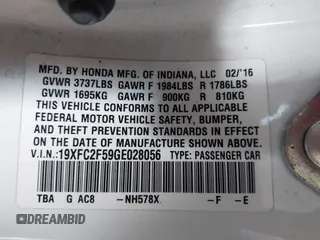 MFD. BY HONDA MFG. OF INDIANA, LLC 02/'16
GVWR 3737LBS GAWR F 1984LBS R 1786LBS
GVWR 1695KG GAWR F 900KG R 810KG
THIS VEHICLE CONFORMS TO ALL APPLICABLE
FEDERAL MOTOR VEHICLE SAFETY, BUMPER,
AND THEFT PREVENTION STANDARDS IN EFFECT
ON THE DATE OF MANUFACTURE SHOWN ABOVE.
V.I.N.:19XFC2F59GE028056 TYPE: PASSENGER CAR
TBA G AC8 -NH578X -F -E
DREAMBID